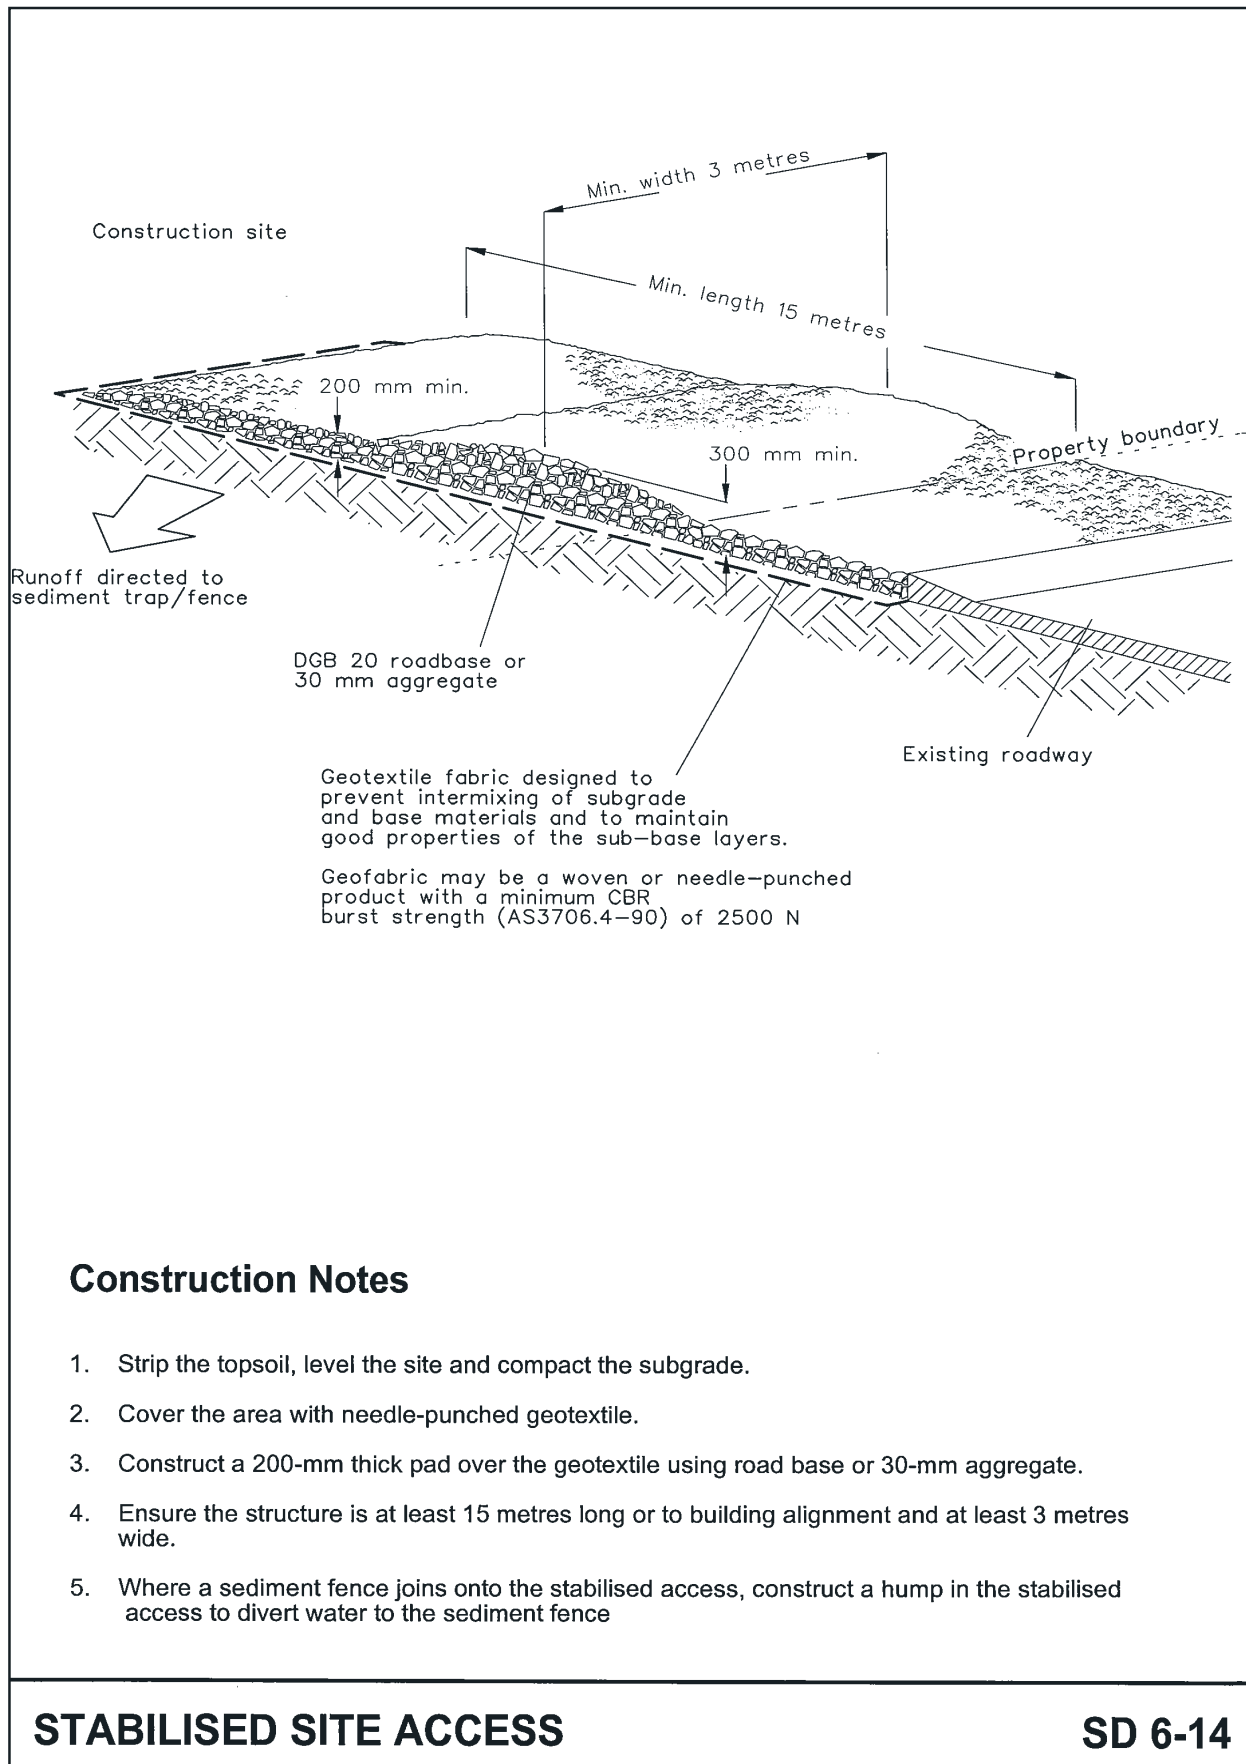 Min. width 3 metres
Construction site
Min. length 15 metres
200 mm min.
Property boundary
300 mm min.
Runoff directed to
sediment trap/fence
DGB 20 roadbase or
30 mm aggregate
Existing roadway
Geotextile fabric designed to
prevent intermixing of subgrade
and base materials and to maintain
good properties of the sub-base layers.
Geofabric may be a woven or needle-punched
product with a minimum CBR
burst strength (AS3706.4-90) of 2500 N
Construction Notes
1. Strip the topsoil, level the site and compact the subgrade.
2. Cover the area with needle-punched geotextile.
3. Construct a 200-mm thick pad over the geotextile using road base or 30-mm aggregate.
4. Ensure the structure is at least 15 metres long or to building alignment and at least 3 metres
wide.
5. Where a sediment fence joins onto the stabilised access, construct a hump in the stabilised
access to divert water to the sediment fence
STABILISED SITE ACCESS
SD 6-14